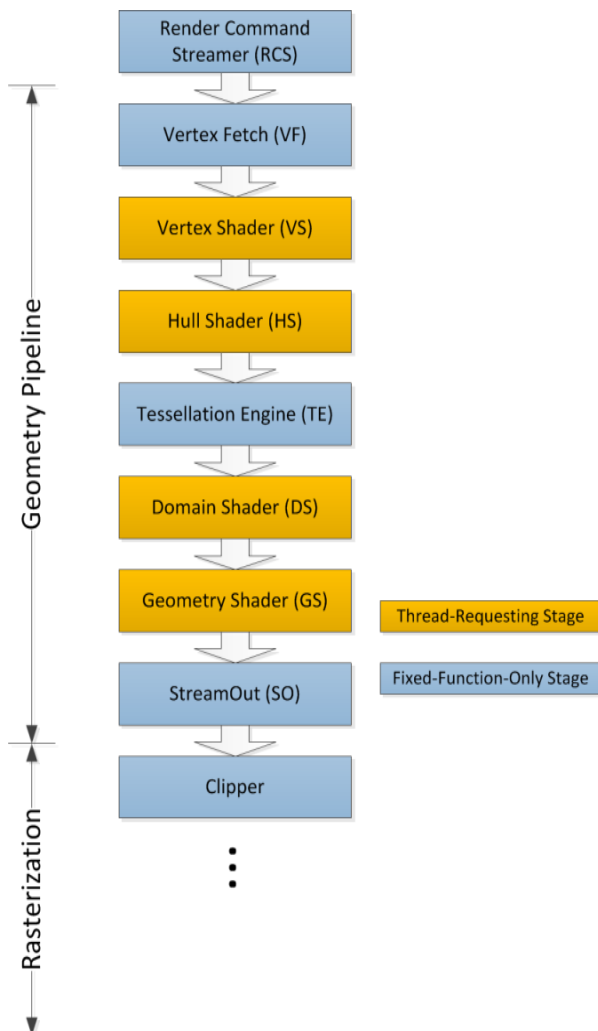 Render Command
Streamer (RCS)
Vertex Fetch (VF)
Vertex Shader (VS)
Hull Shader (HS)
Tessellation Engine (TE)
Domain Shader (DS)
Geometry Shader (GS)
StreamOut (SO)
Clipper
Geometry Pipeline
Rasterization
Thread-Requesting Stage
Fixed-Function-Only Stage